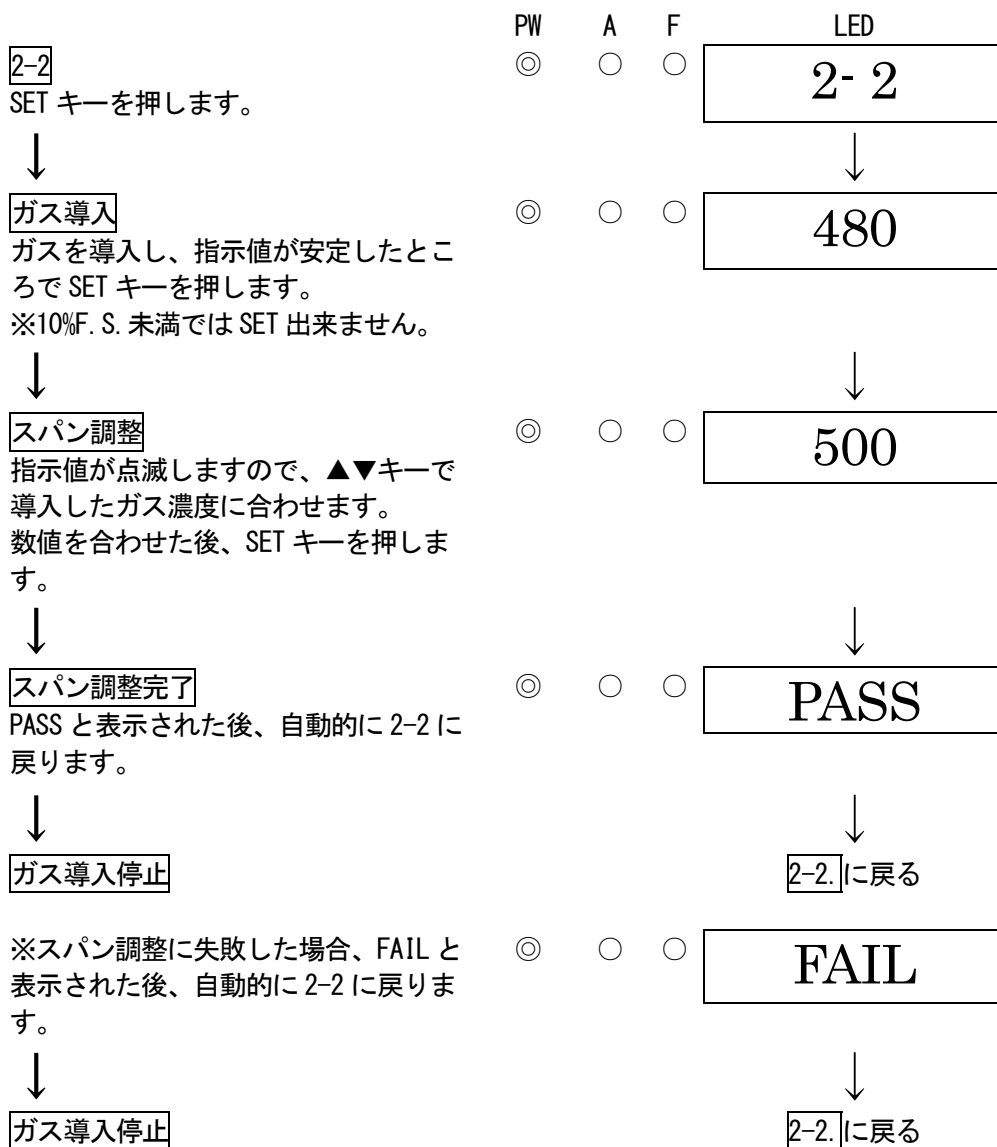 PW A F LED
2-2 ◎ ○ ○ 2- 2
SET キーを押します。
↓ ↓
ガス導入 ◎ ○ ○ 480
ガスを導入し、指示値が安定したとこ
ろで SET キーを押します。
※10%F.S.未満では SET 出来ません。
↓ ↓
スパン調整 ◎ ○ ○ 500
指示値が点滅しますので、▲▼キーで
導入したガス濃度に合わせます。
数値を合わせた後、SET キーを押しま
す。
↓ ↓
スパン調整完了 ◎ ○ ○ PASS
PASS と表示された後、自動的に 2-2 に
戻ります。
↓ ↓
ガス導入停止 2-2.に戻る
※スパン調整に失敗した場合、FAIL と ◎ ○ ○ FAIL
表示された後、自動的に 2-2 に戻りま
す。
↓ ↓
ガス導入停止 2-2.に戻る